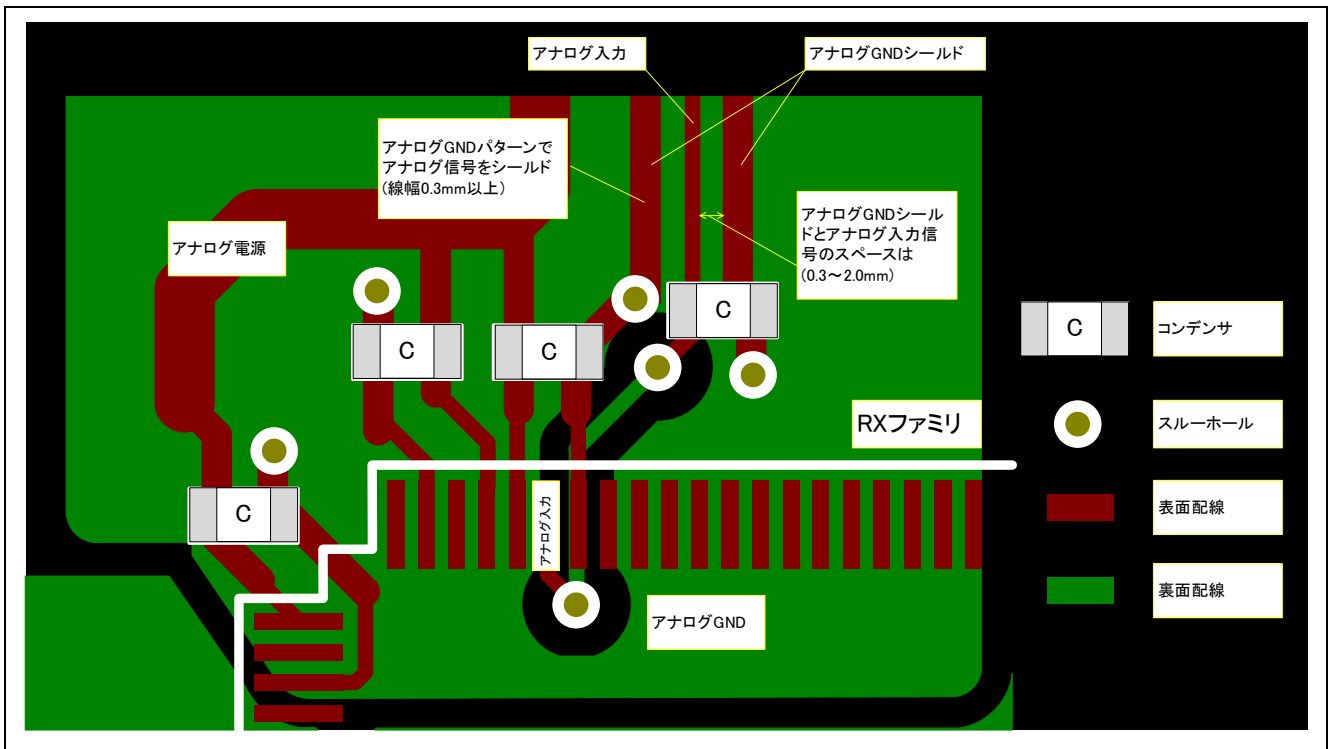 アナログ入力
アナログGNDシールド
アナログGNDパターンで
アナログ信号をシールド
(線幅0.3mm以上)
アナログGNDシール
ドとアナログ入力信
号のスペースは
(0.3～2.0mm)
アナログ電源
C
C
C
C
C
コンデンサ
RXファミリ
スルーホール
アナログ入力
表面配線
裏面配線
アナログGND